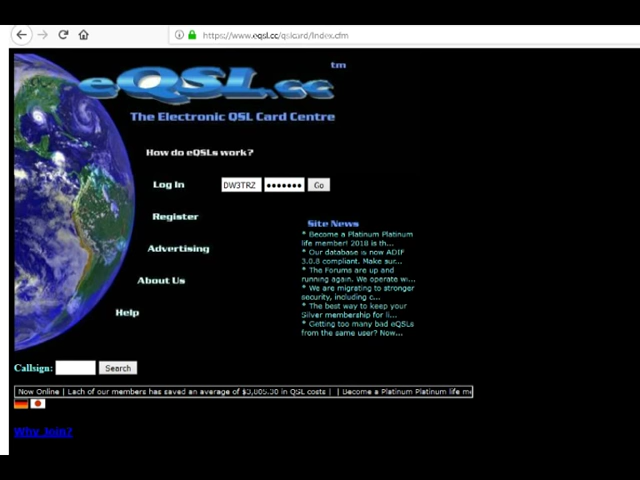 https://www.eqsl.cc/qslcard/Index.cfm
eQSL.cc
tm
The Electronic QSL Card Centre
How do eQSLs work?
Log In
DW3TRZ
Go
Register
Advertising
About Us
Help
Site News
* Become a Platinum Platinum
life member! 2018 is th...
* Our database is now ADIF
3.0.8 compliant. Make sur...
* The Forums are up and
running again. We operate wi...
* We are migrating to stronger
security, including c...
* The best way to keep your
Silver membership for li...
* Getting too many bad eQSLs
from the same user? Now...
Callsign:
Search
Now Online | Each of our members has saved an average of in QSL costs | | Become a Platinum Platinum life me
Why Join?